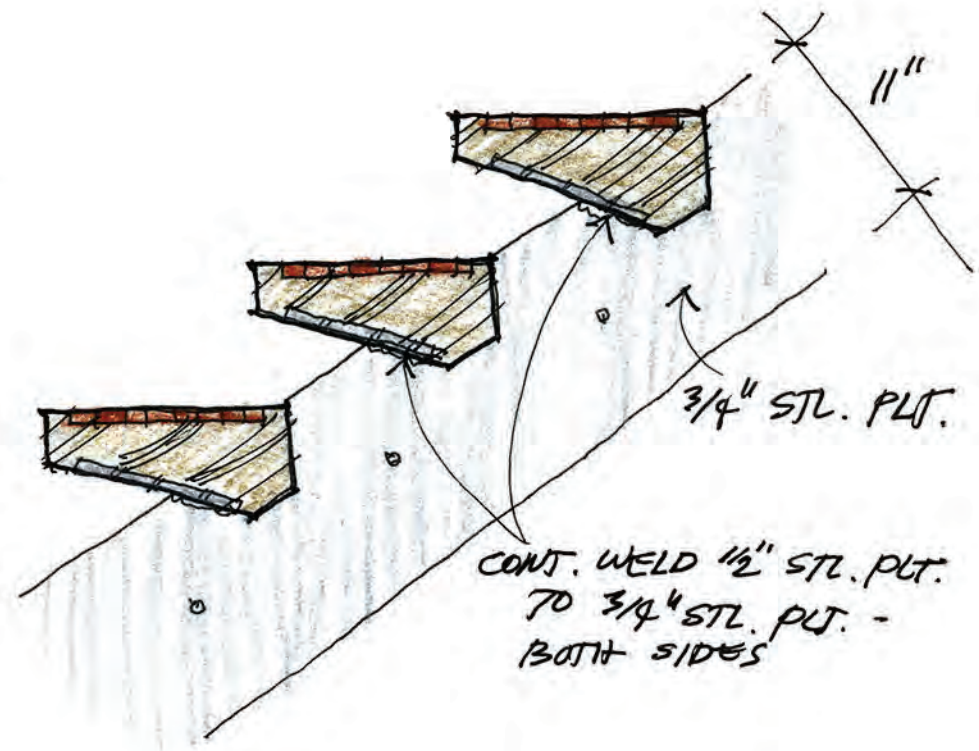 11"
3/4" STL. PLT.
CONT. WELD 1/2" STL. PLT.
TO 3/4" STL. PLT. -
BOTH SIDES